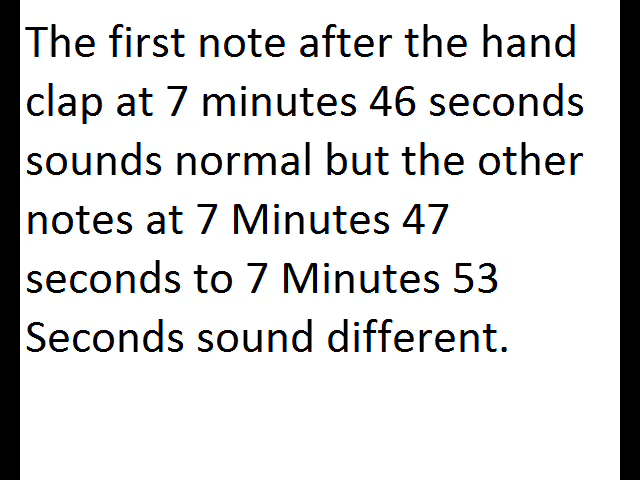 The first note after the hand
clap at 7 minutes 46 seconds
sounds normal but the other
notes at 7 Minutes 47
seconds to 7 Minutes 53
Seconds sound different.